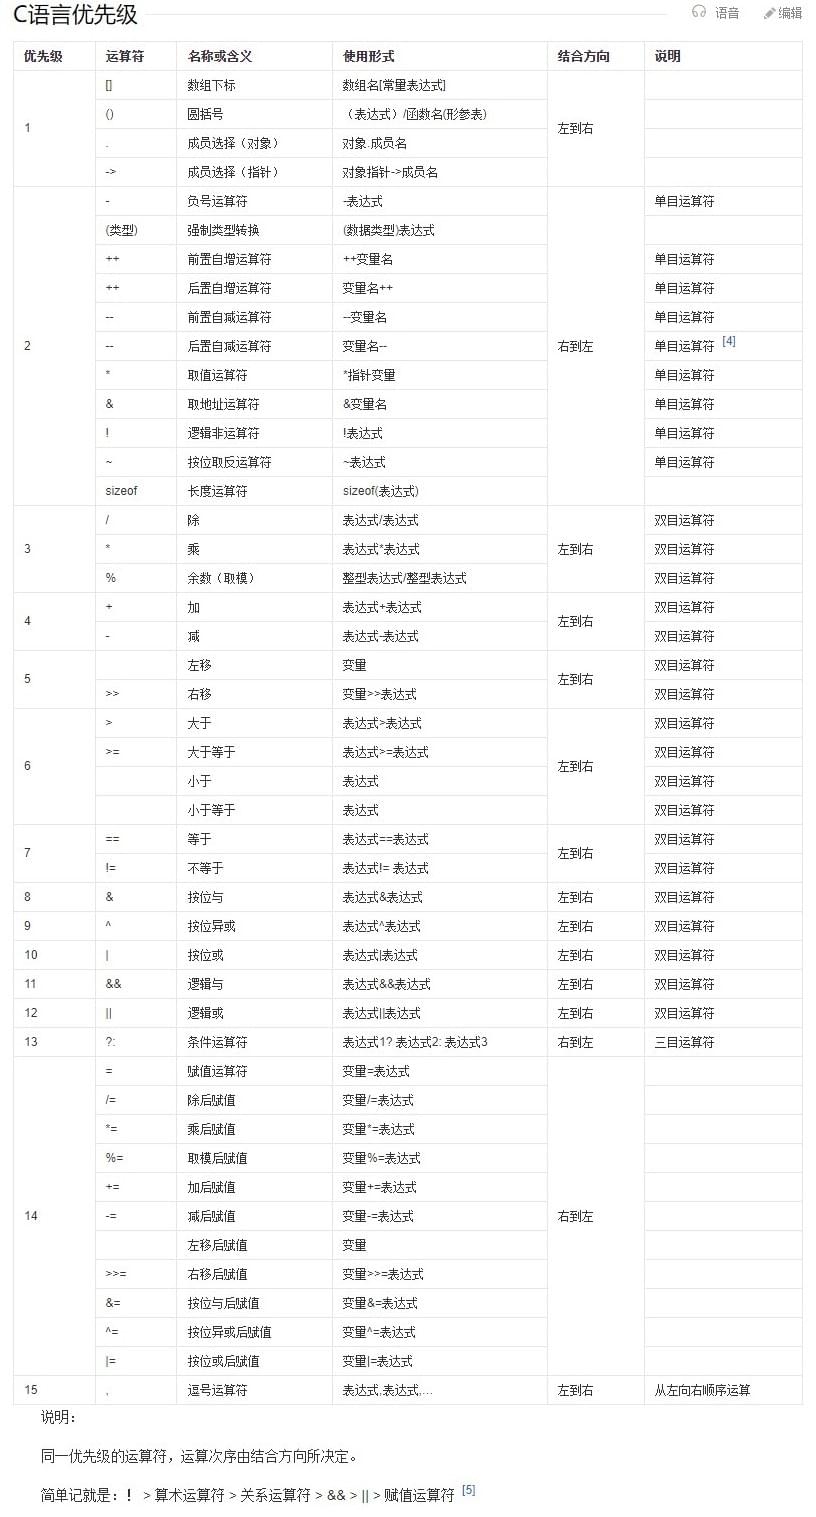 C语言优先级 语音 编辑
优先级 运算符 名称或含义 使用形式 结合方向 说明
1 [] 数组下标 数组名[常量表达式] 左到右
() 圆括号 （表达式）/函数名(形参表)
. 成员选择（对象） 对象.成员名
-> 成员选择（指针） 对象指针->成员名
2 - 负号运算符 -表达式 右到左 单目运算符
(类型) 强制类型转换 (数据类型)表达式
++ 前置自增运算符 ++变量名 单目运算符
++ 后置自增运算符 变量名++ 单目运算符
-- 前置自减运算符 --变量名 单目运算符
-- 后置自减运算符 变量名-- 单目运算符 [4]
* 取值运算符 *指针变量 单目运算符
& 取地址运算符 &变量名 单目运算符
! 逻辑非运算符 !表达式 单目运算符
~ 按位取反运算符 ~表达式 单目运算符
sizeof 长度运算符 sizeof(表达式)
3 / 除 表达式/表达式 左到右 双目运算符
* 乘 表达式*表达式 双目运算符
% 余数（取模） 整型表达式/整型表达式 双目运算符
4 + 加 表达式+表达式 左到右 双目运算符
- 减 表达式-表达式 双目运算符
5 左移 变量 左到右 双目运算符
>> 右移 变量>>表达式 双目运算符
6 > 大于 表达式>表达式 左到右 双目运算符
>= 大于等于 表达式>=表达式 双目运算符
小于 表达式 双目运算符
小于等于 表达式 双目运算符
7 == 等于 表达式==表达式 左到右 双目运算符
!= 不等于 表达式!= 表达式 双目运算符
8 & 按位与 表达式&表达式 左到右 双目运算符
9 ^ 按位异或 表达式^表达式 左到右 双目运算符
10 | 按位或 表达式|表达式 左到右 双目运算符
11 && 逻辑与 表达式&&表达式 左到右 双目运算符
12 || 逻辑或 表达式||表达式 左到右 双目运算符
13 ?: 条件运算符 表达式1? 表达式2: 表达式3 右到左 三目运算符
14 = 赋值运算符 变量=表达式 右到左
/= 除后赋值 变量/=表达式
*= 乘后赋值 变量*=表达式
%= 取模后赋值 变量%=表达式
+= 加后赋值 变量+=表达式
-= 减后赋值 变量-=表达式
左移后赋值 变量
>>= 右移后赋值 变量>>=表达式
&= 按位与后赋值 变量&=表达式
^= 按位异或后赋值 变量^=表达式
|= 按位或后赋值 变量|=表达式
15 , 逗号运算符 表达式,表达式,… 左到右 从左向右顺序运算
说明：
同一优先级的运算符，运算次序由结合方向所决定。
简单记就是：！ > 算术运算符 > 关系运算符 > && > || > 赋值运算符 [5]